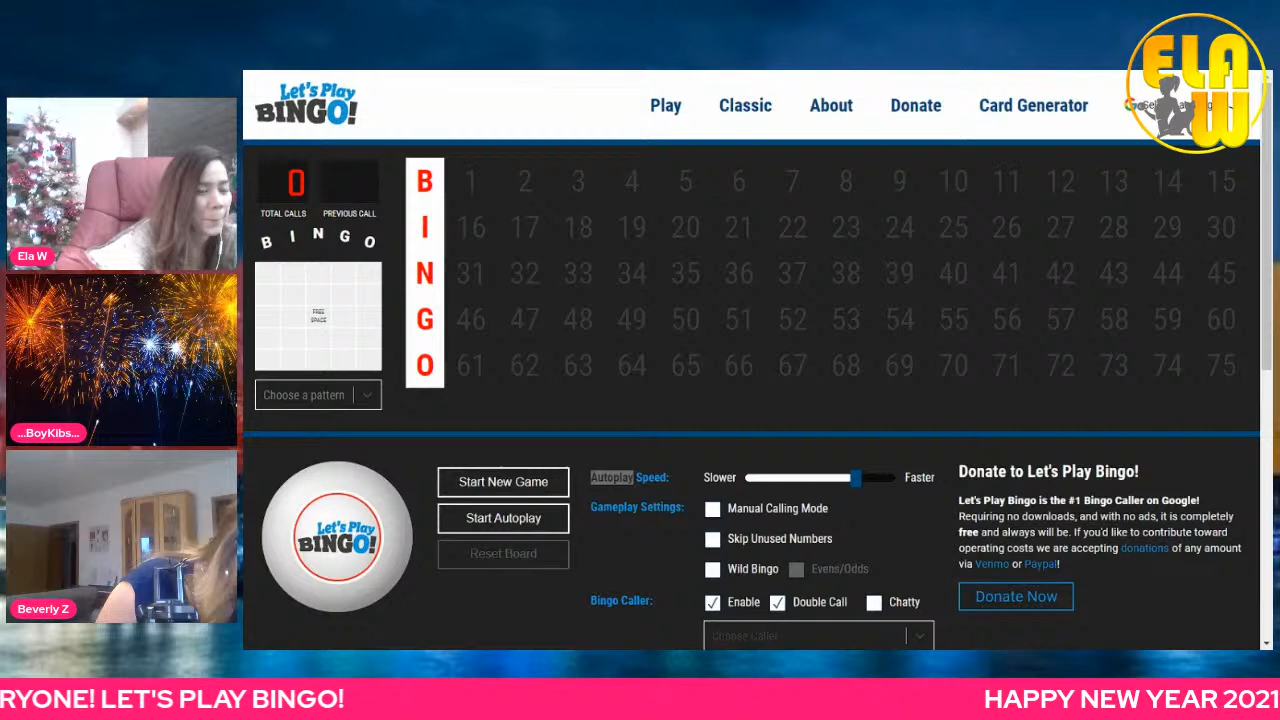 ELA
W
Let's Play
BINGO!
Play
Classic
About
Donate
Card Generator
0
TOTAL CALLS
PREVIOUS CALL
B I N G O
FREE
SPACE
Choose a pattern
B 1 2 3 4 5 6 7 8 9 10 11 12 13 14 15
I 16 17 18 19 20 21 22 23 24 25 26 27 28 29 30
N 31 32 33 34 35 36 37 38 39 40 41 42 43 44 45
G 46 47 48 49 50 51 52 53 54 55 56 57 58 59 60
O 61 62 63 64 65 66 67 68 69 70 71 72 73 74 75
Ela W
...BoyKibs...
Beverly Z
Let's Play
BINGO!
Start New Game
Start Autoplay
Reset Board
Autoplay Speed:
Slower
Faster
Gameplay Settings:
Manual Calling Mode
Skip Unused Numbers
Wild Bingo
Evens/Odds
Bingo Caller:
Enable
Double Call
Chatty
Choose Caller
Donate to Let's Play Bingo!
Let's Play Bingo is the #1 Bingo Caller on Google!
Requiring no downloads, and with no ads, it is completely
free and always will be. If you'd like to contribute toward
operating costs we are accepting donations of any amount
via Venmo or Paypal!
Donate Now
RYONE! LET'S PLAY BINGO!
HAPPY NEW YEAR 2021